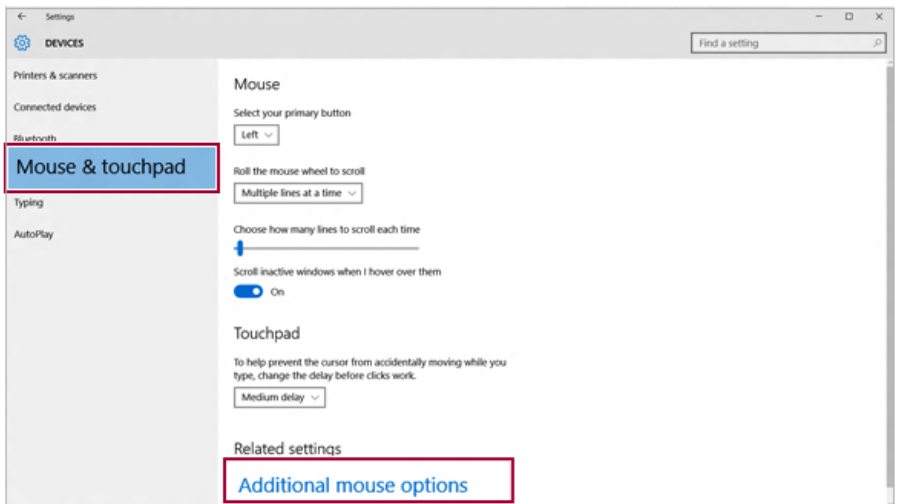 Settings
DEVICES
Find a setting
Printers & scanners
Connected devices
Bluetooth
Mouse & touchpad
Typing
AutoPlay
Mouse
Select your primary button
Left
Roll the mouse wheel to scroll
Multiple lines at a time
Choose how many lines to scroll each time
Scroll inactive windows when I hover over them
On
Touchpad
To help prevent the cursor from accidentally moving while you
type, change the delay before clicks work.
Medium delay
Related settings
Additional mouse options